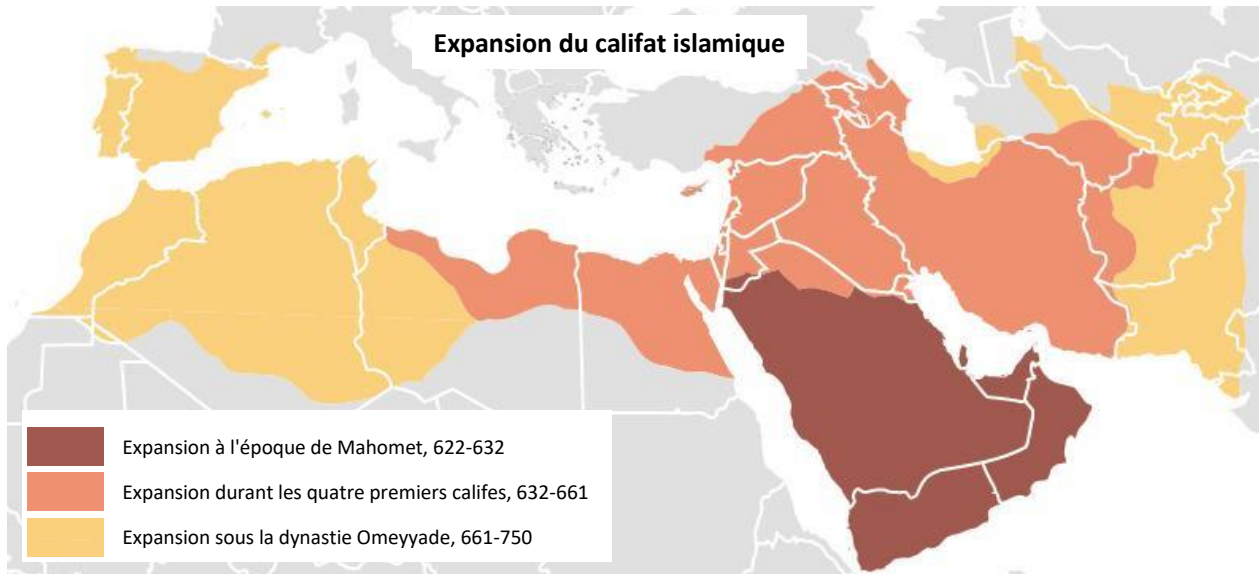 Expansion du califat islamique
Expansion à l'époque de Mahomet, 622-632
Expansion durant les quatre premiers califes, 632-661
Expansion sous la dynastie Omeyyade, 661-750